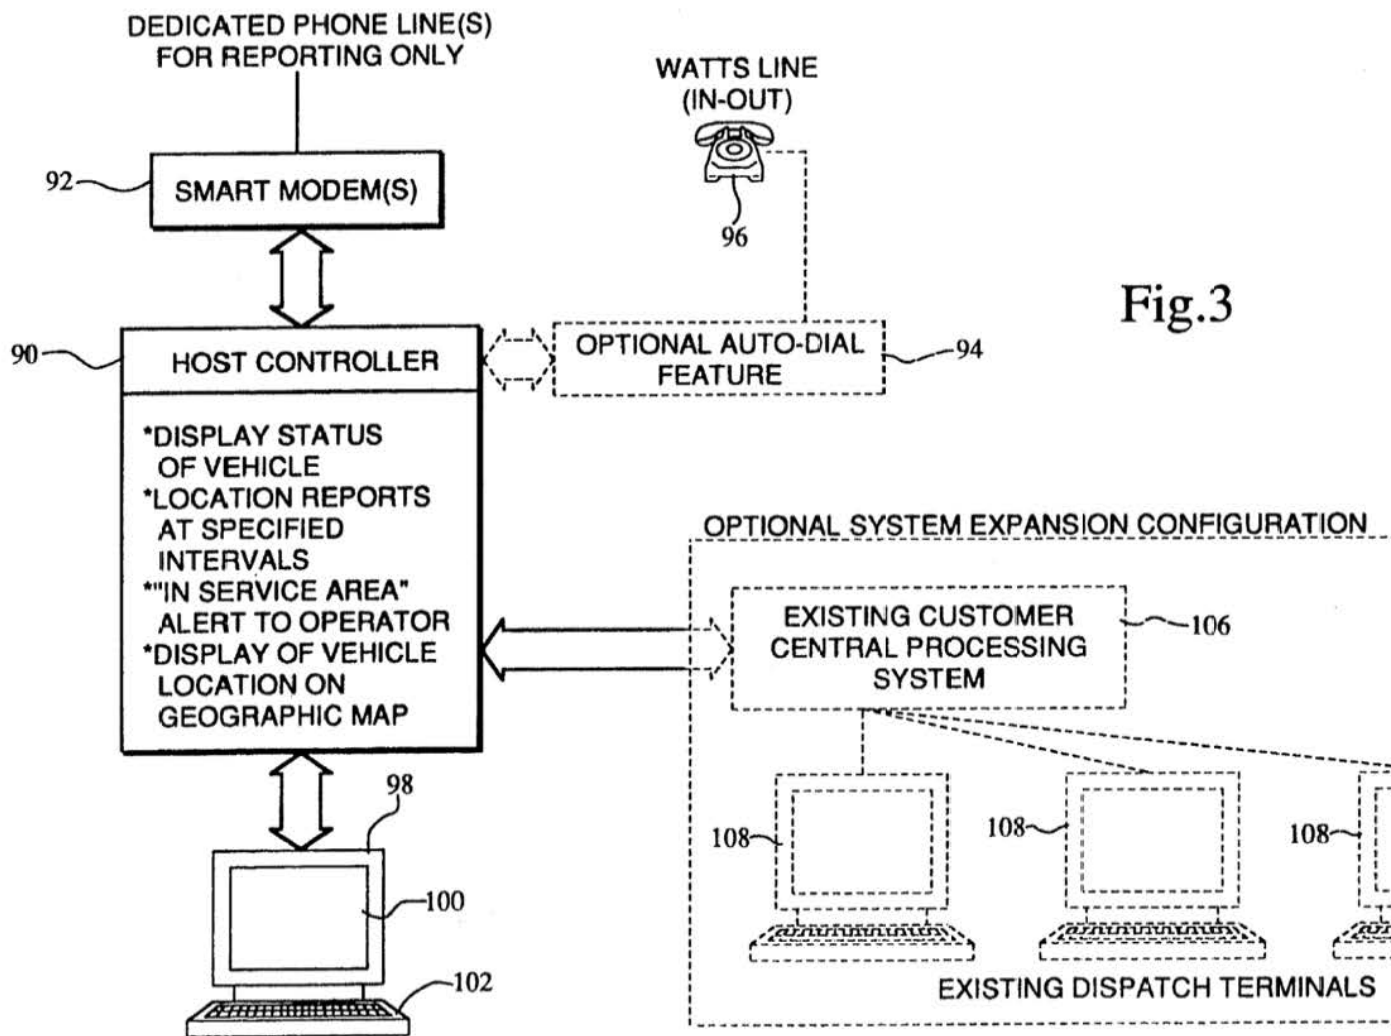 DEDICATED PHONE LINE(S)
FOR REPORTING ONLY
WATTS LINE
(IN-OUT)
92
SMART MODEM(S)
96
Fig.3
90
HOST CONTROLLER
OPTIONAL AUTO-DIAL
FEATURE
94
*DISPLAY STATUS
OF VEHICLE
*LOCATION REPORTS
AT SPECIFIED
INTERVALS
*"IN SERVICE AREA"
ALERT TO OPERATOR
*DISPLAY OF VEHICLE
LOCATION ON
GEOGRAPHIC MAP
OPTIONAL SYSTEM EXPANSION CONFIGURATION
EXISTING CUSTOMER
CENTRAL PROCESSING
SYSTEM
106
98
100
102
108
108
108
EXISTING DISPATCH TERMINALS